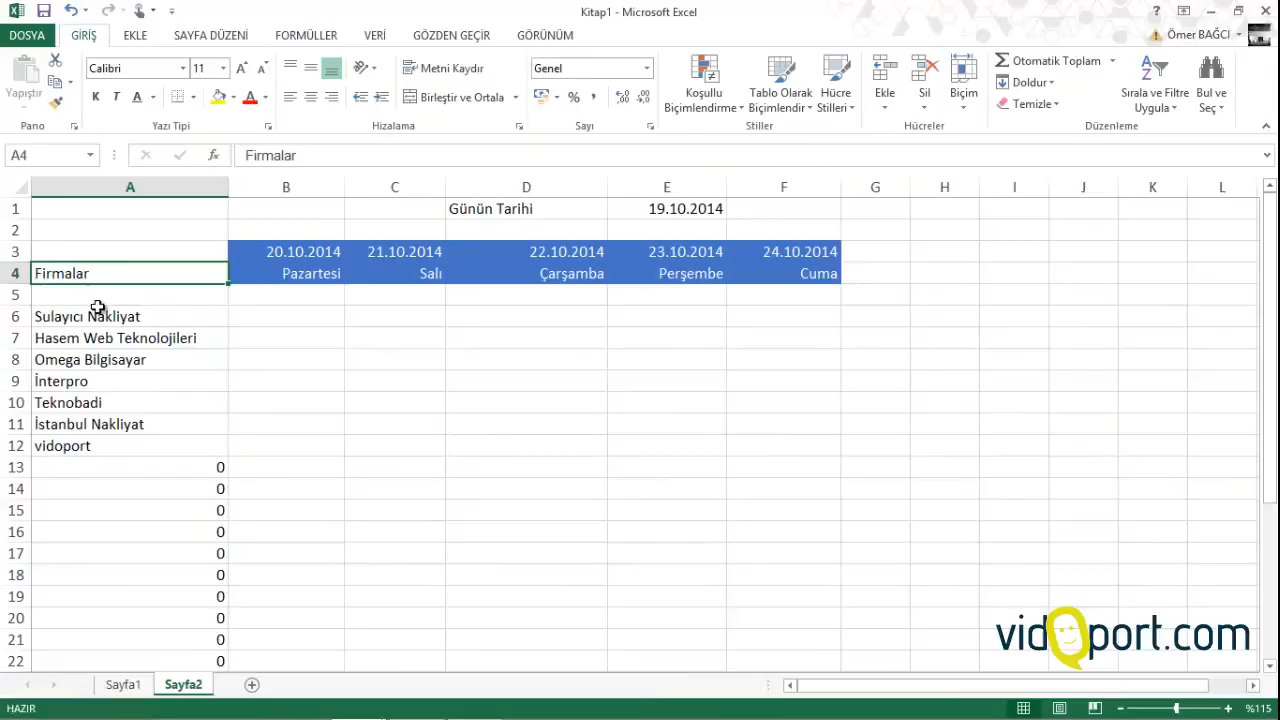 Kitap1 - Microsoft Excel
DOSYA GİRİŞ EKLE SAYFA DÜZENİ FORMÜLLER VERİ GÖZDEN GEÇİR GÖRÜNÜM Ömer BAĞCI
Yapıştır
Pano
Calibri 11
K T A
Yazı Tipi
Metni Kaydır
Birleştir ve Ortala
Hizalama
Genel
Sayı
Koşullu Biçimlendirme
Tablo Olarak Biçimlendir
Hücre Stilleri
Stiller
Ekle Sil Biçim
Hücreler
Otomatik Toplam
Doldur
Temizle
Sırala ve Filtre Uygula
Bul ve Seç
Düzenleme
A4 fx Firmalar
A B C D E F G H I J K L
1 Günün Tarihi 19.10.2014
2
3 20.10.2014 21.10.2014 22.10.2014 23.10.2014 24.10.2014
4 Firmalar Pazartesi Salı Çarşamba Perşembe Cuma
5
6 Sulayıcı Nakliyat
7 Hasem Web Teknolojileri
8 Omega Bilgisayar
9 İnterpro
10 Teknobadi
11 İstanbul Nakliyat
12 vidoport
13 0
14 0
15 0
16 0
17 0
18 0
19 0
20 0
21 0
22 0
vidoport.com
Sayfa1 Sayfa2
HAZIR %115